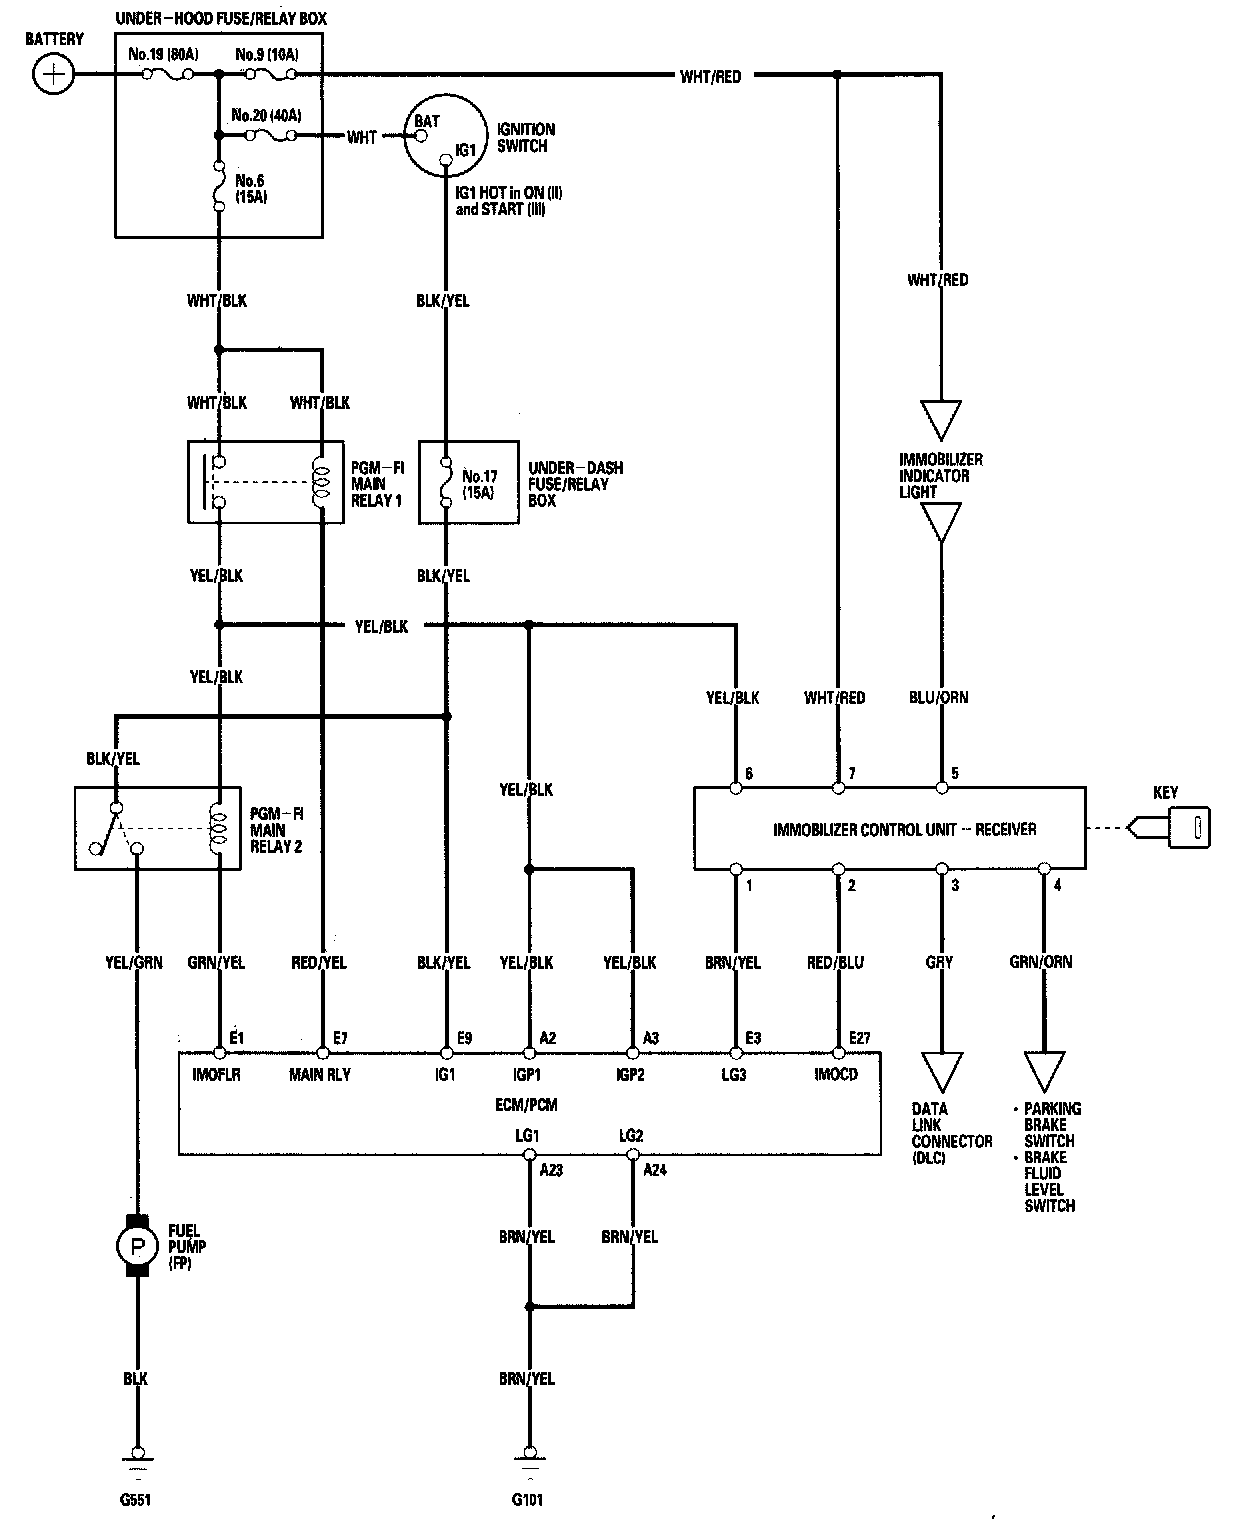 UNDER-HOOD FUSE/RELAY BOX
BATTERY
No.19 (80A)
No.9 (10A)
WHT/RED
No.20 (40A)
WHT
BAT
IG1
IGNITION
SWITCH
No.6
(15A)
IG1 HOT in ON (II)
and START (III)
WHT/BLK
BLK/YEL
WHT/RED
WHT/BLK
WHT/BLK
IMMOBILIZER
INDICATOR
LIGHT
PGM-FI
MAIN
RELAY 1
No.17
(15A)
UNDER-DASH
FUSE/RELAY
BOX
YEL/BLK
BLK/YEL
YEL/BLK
YEL/BLK
YEL/BLK
WHT/RED
BLU/ORN
BLK/YEL
YEL/BLK
6
7
5
PGM-FI
MAIN
RELAY 2
IMMOBILIZER CONTROL UNIT - RECEIVER
KEY
1
2
3
4
YEL/GRN
GRN/YEL
RED/YEL
BLK/YEL
YEL/BLK
YEL/BLK
BRN/YEL
RED/BLU
GRY
GRN/ORN
E1
E7
E9
A2
A3
E3
E27
IMOFLR
MAIN RLY
IG1
IGP1
IGP2
LG3
IMOCD
ECM/PCM
LG1
LG2
A23
A24
DATA
LINK
CONNECTOR
(DLC)
• PARKING
BRAKE
SWITCH
• BRAKE
FLUID
LEVEL
SWITCH
P
FUEL
PUMP
(FP)
BRN/YEL
BRN/YEL
BLK
BRN/YEL
G551
G101